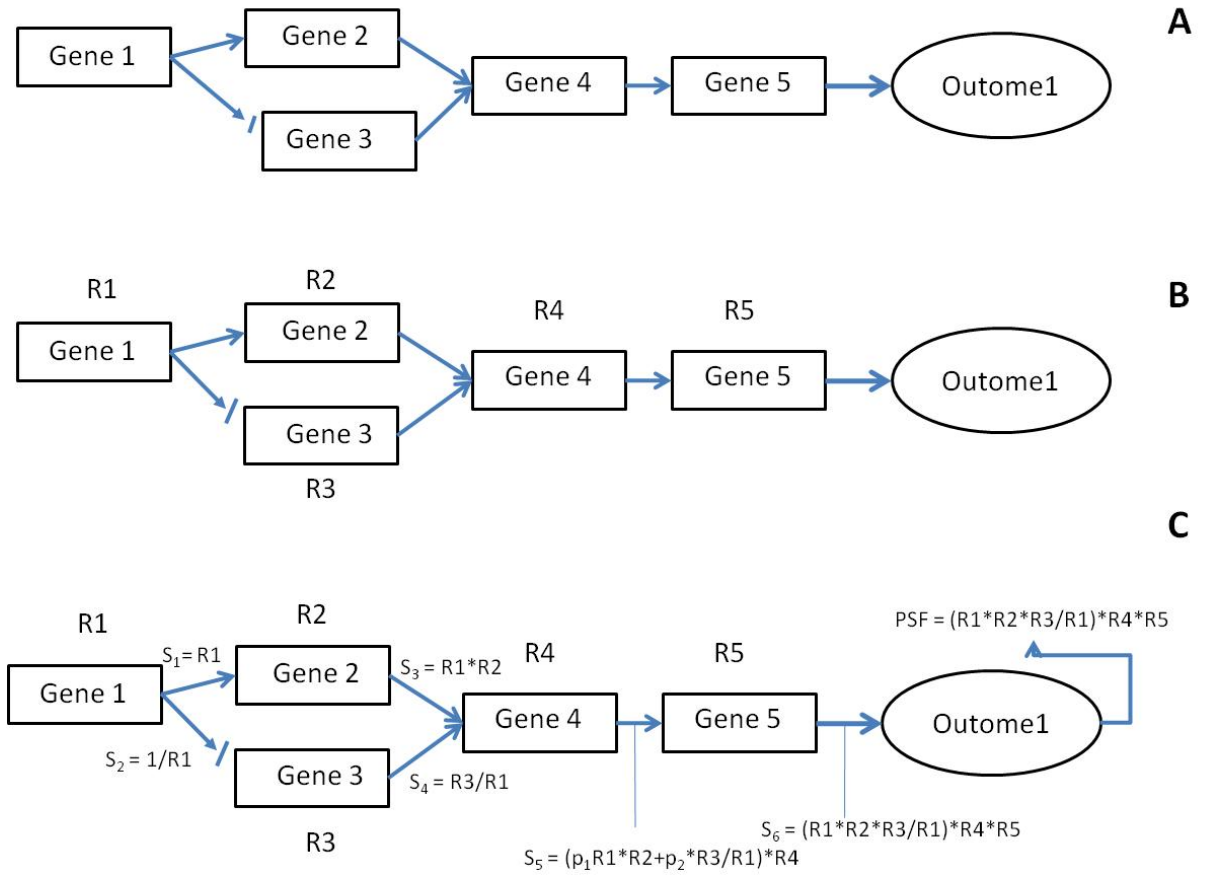 A
Gene 1
Gene 2
Gene 3
Gene 4
Gene 5
Outome1
B
R1
R2
R4
R5
Gene 1
Gene 2
Gene 3
Gene 4
Gene 5
Outome1
R3
C
PSF = (R1*R2*R3/R1)*R4*R5
R1
R2
R4
R5
S₁= R1
Gene 1
Gene 2
S₃ = R1*R2
Gene 4
Gene 5
Outome1
S₂ = 1/R1
Gene 3
S₄ = R3/R1
R3
S₆ = (R1*R2*R3/R1)*R4*R5
S₅ = (p₁R1*R2+p₂*R3/R1)*R4